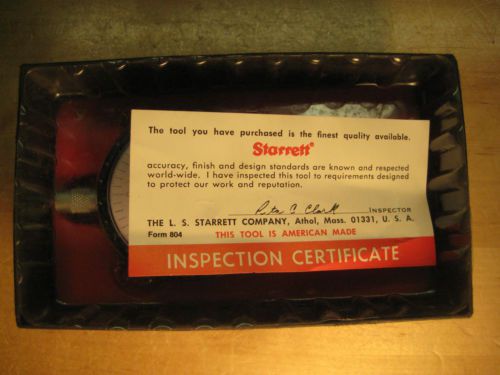 The tool you have purchased is the finest quality available.
Starrett®
accuracy, finish and design standards are known and respected
world-wide. I have inspected this tool to requirements designed
to protect our work and reputation.
INSPECTOR
THE L. S. STARRETT COMPANY, Athol, Mass. 01331, U. S. A.
Form 804 THIS TOOL IS AMERICAN MADE
INSPECTION CERTIFICATE